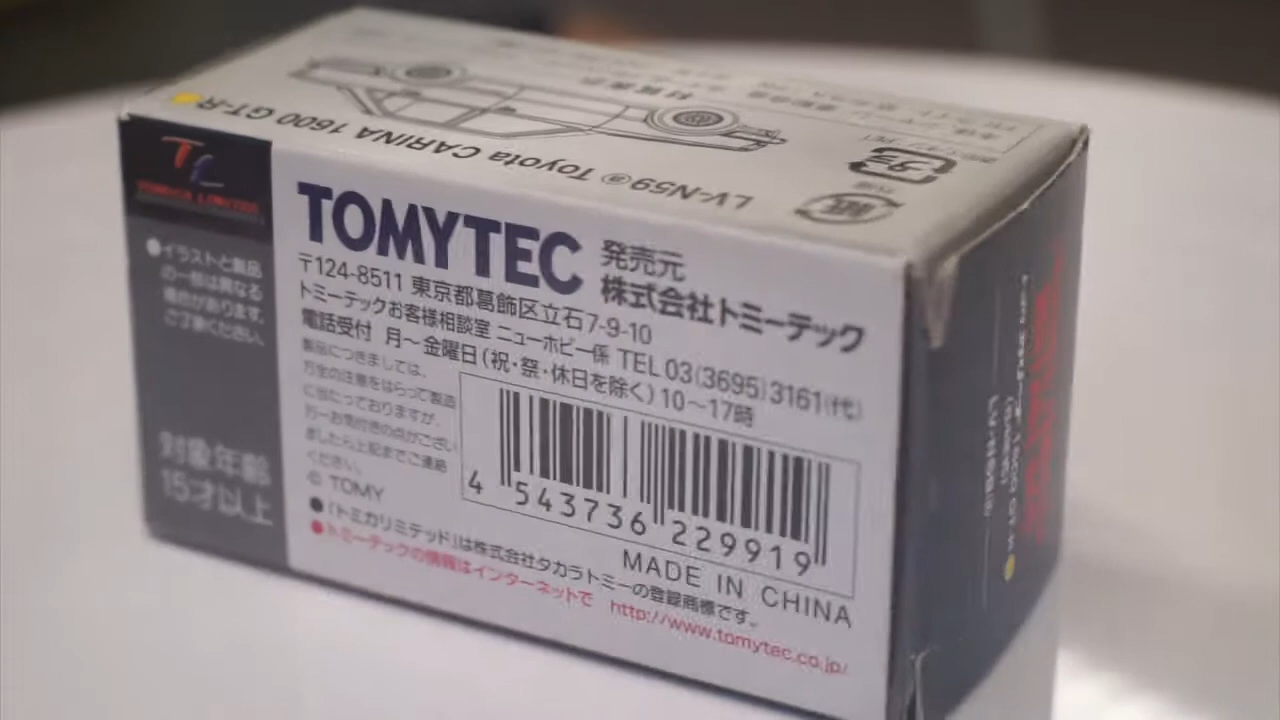 LV-N59ⓐ Toyota CARINA 1600 GT-R
TOMICA LIMITED
●イラストと製品
の一部は異なる
場合があります。
ご了承ください。
対象年齢
15才以上
TOMYTEC
発売元
株式会社トミーテック
〒124-8511 東京都葛飾区立石7-9-10
トミーテックお客様相談室 ニューホビー係 TEL 03(3695)3161(代)
電話受付 月～金曜日(祝・祭・休日を除く) 10～17時
製品につきましては、
万全の注意をはらって製造
に当たっておりますが、
万一お気付きの点がござい
ましたら上記までご連絡
ください。
© TOMY
4 543736 229919
MADE IN CHINA
●「トミカリミテッド」は株式会社タカラトミーの登録商標です。
●トミーテックの情報はインターネットで http://www.tomytec.co.jp/